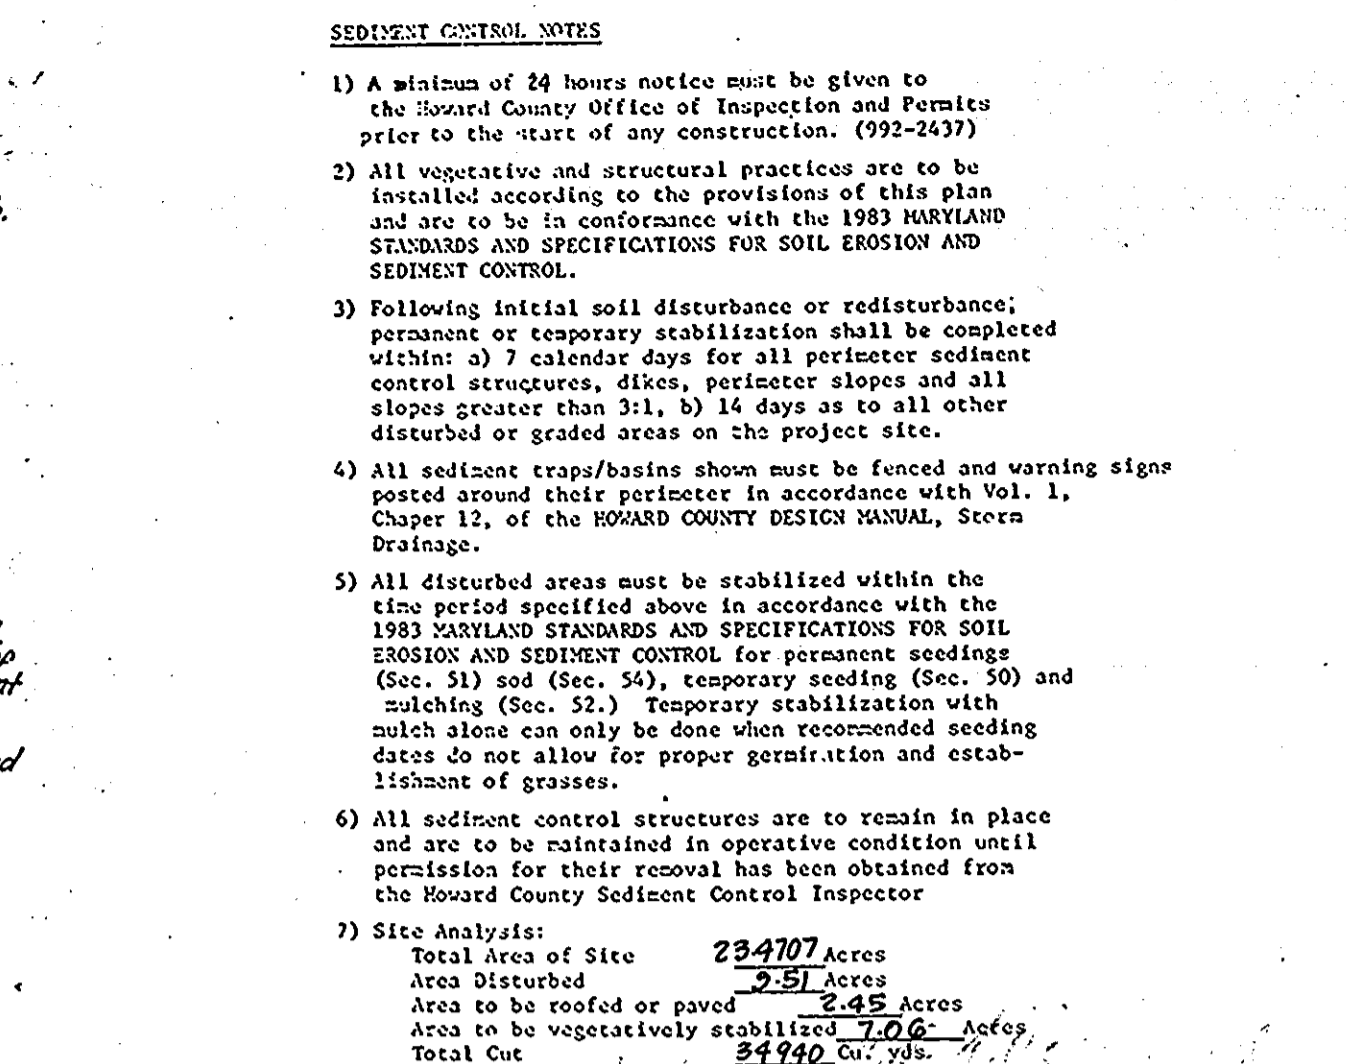 SEDIMENT CONTROL NOTES
1) A minimum of 24 hours notice must be given to
the Howard County Office of Inspection and Permits
prior to the start of any construction. (992-2437)
2) All vegetative and structural practices are to be
installed according to the provisions of this plan
and are to be in conformance with the 1983 MARYLAND
STANDARDS AND SPECIFICATIONS FOR SOIL EROSION AND
SEDIMENT CONTROL.
3) Following initial soil disturbance or redisturbance,
permanent or temporary stabilization shall be completed
within: a) 7 calendar days for all perimeter sediment
control structures, dikes, perimeter slopes and all
slopes greater than 3:1, b) 14 days as to all other
disturbed or graded areas on the project site.
4) All sediment traps/basins shown must be fenced and warning signs
posted around their perimeter in accordance with Vol. 1,
Chaper 12, of the HOWARD COUNTY DESIGN MANUAL, Storm
Drainage.
5) All disturbed areas must be stabilized within the
time period specified above in accordance with the
1983 MARYLAND STANDARDS AND SPECIFICATIONS FOR SOIL
EROSION AND SEDIMENT CONTROL for permanent seedings
(Sec. 51) sod (Sec. 54), temporary seeding (Sec. 50) and
mulching (Sec. 52.) Temporary stabilization with
mulch alone can only be done when recommended seeding
dates do not allow for proper germination and estab-
lishment of grasses.
6) All sediment control structures are to remain in place
and are to be maintained in operative condition until
permission for their removal has been obtained from
the Howard County Sediment Control Inspector
7) Site Analysis:
Total Area of Site 23.4707 Acres
Area Disturbed 9.51 Acres
Area to be roofed or paved 2.45 Acres
Area to be vegetatively stabilized 7.06 Acres
Total Cut 34940 Cu. yds.